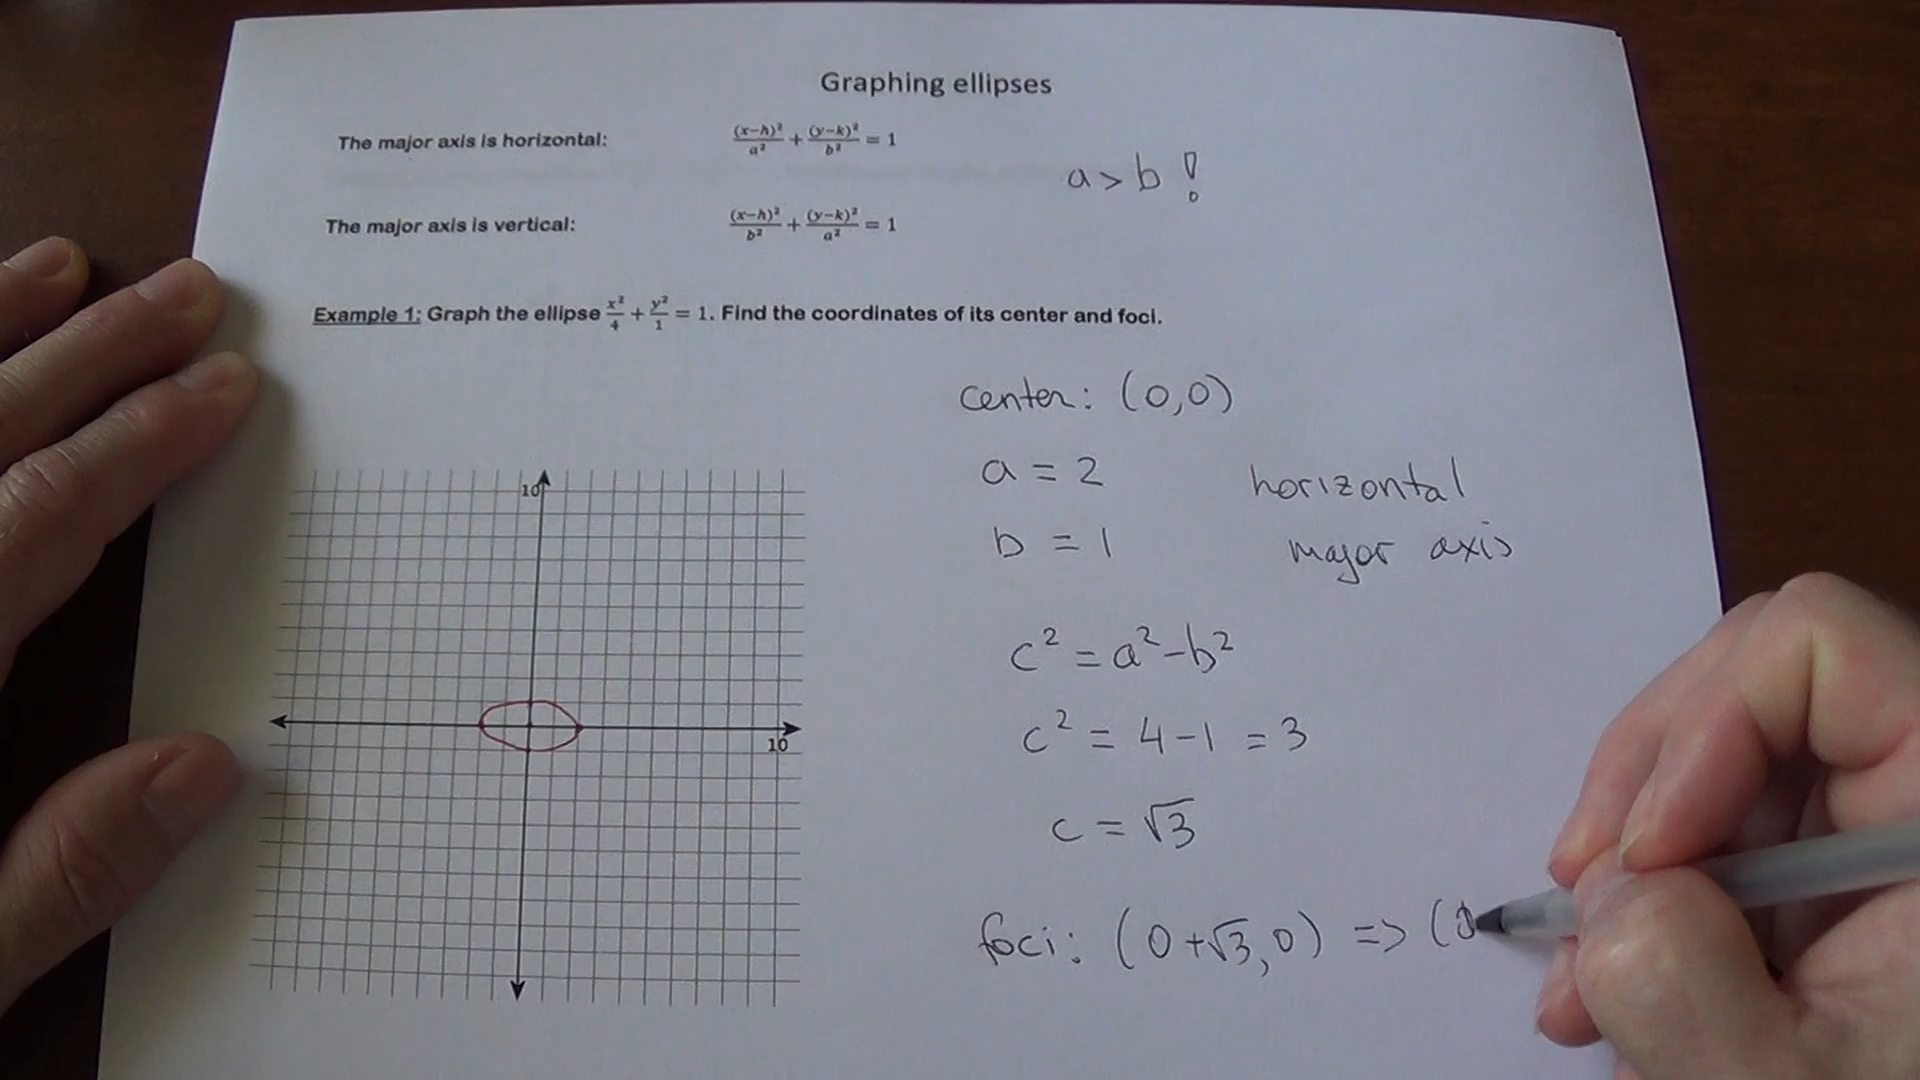 Graphing ellipses
The major axis is horizontal: (x−h)²/a² + (y−k)²/b² = 1
a > b !
The major axis is vertical: (x−h)²/b² + (y−k)²/a² = 1
Example 1: Graph the ellipse x²/4 + y²/1 = 1. Find the coordinates of its center and foci.
center: (0,0)
a = 2
horizontal
b = 1
major axis
c² = a² − b²
c² = 4 − 1 = 3
c = √3
foci: (0 + √3, 0) => (
10
10